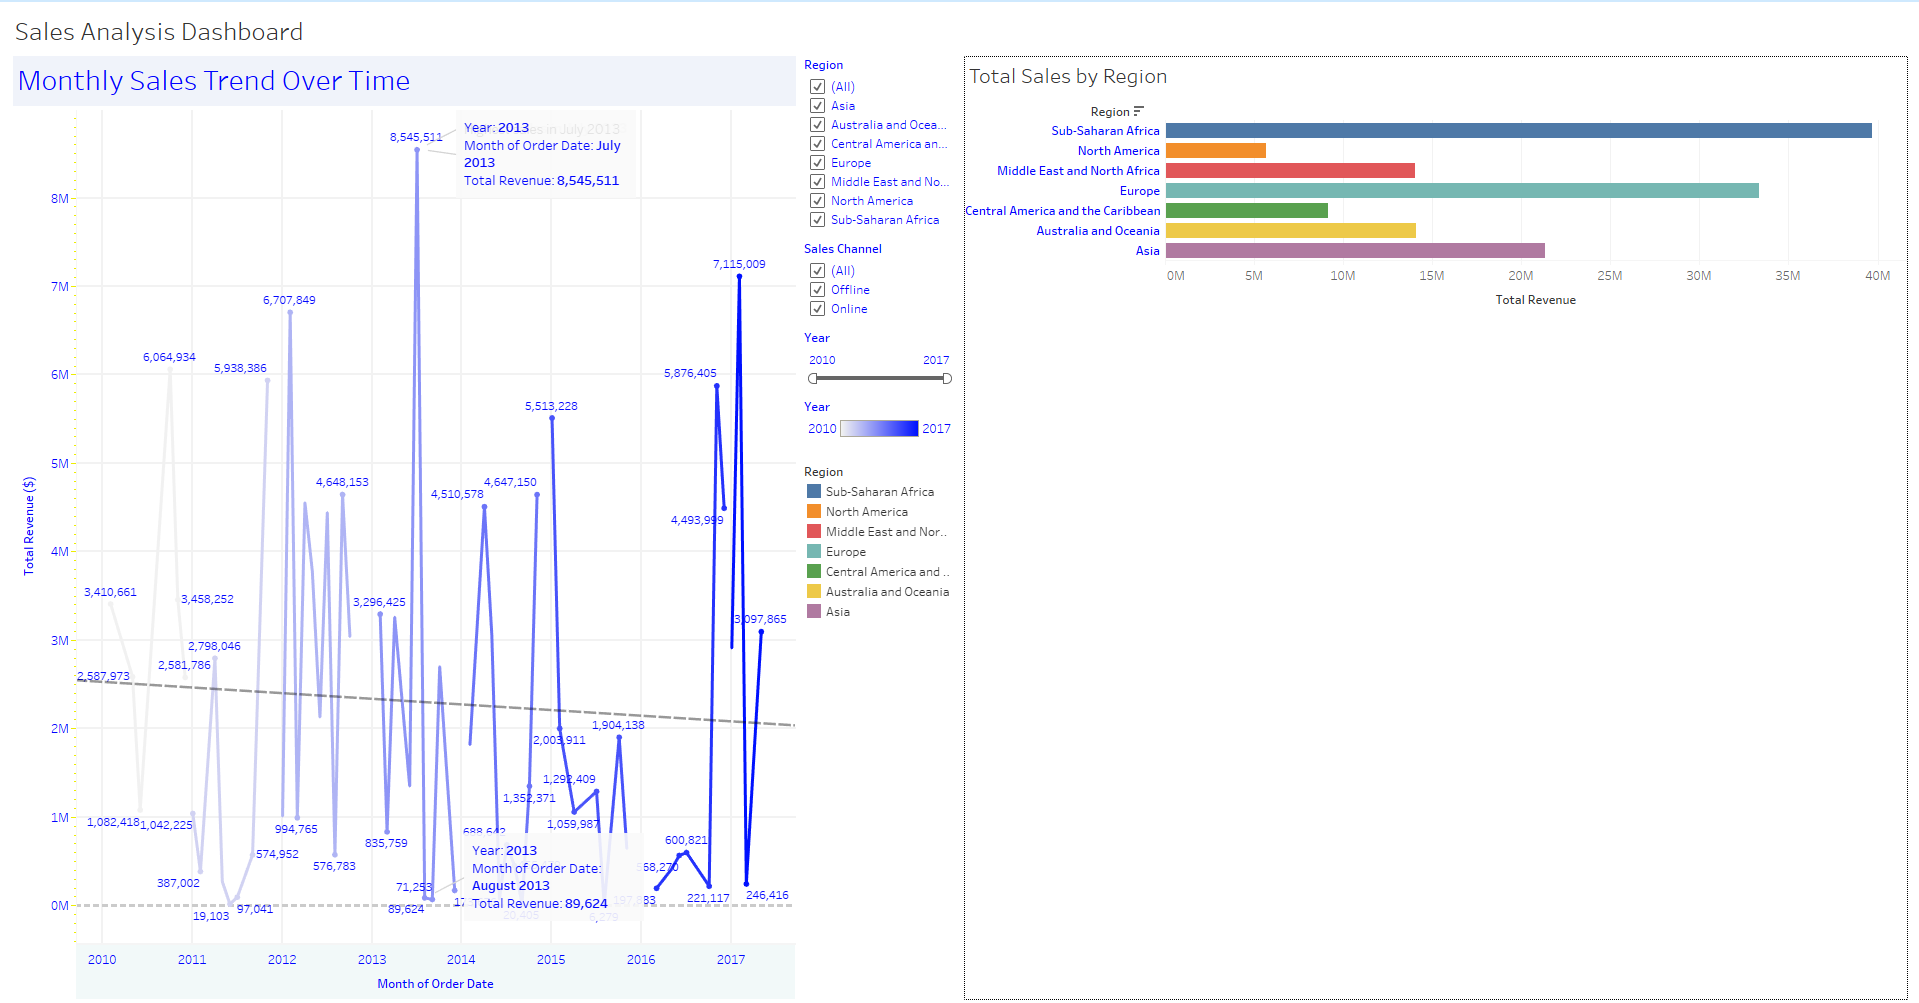 Sales Analysis Dashboard
Monthly Sales Trend Over Time
Total Revenue ($)
8M
7M
6M
5M
4M
3M
2M
1M
0M
8,545,511
Year: 2013
Month of Order Date: July
2013
Total Revenue: 8,545,511
7,115,009
6,707,849
6,064,934
5,938,386
5,876,405
5,513,228
4,648,153
4,510,578
4,647,150
4,493,999
3,410,661
3,458,252
3,296,425
3,097,865
2,798,046
2,581,786
2,587,973
2,003,911
1,904,138
1,292,409
1,352,371
1,082,418
1,042,225
994,765
1,059,987
835,759
688,642
600,821
574,952
576,783
387,002
221,117
246,416
71,253
89,624
97,041
19,103
6,279
Year: 2013
Month of Order Date:
August 2013
Total Revenue: 89,624
2010
2011
2012
2013
2014
2015
2016
2017
Month of Order Date
Region
(All)
Asia
Australia and Ocea...
Central America an...
Europe
Middle East and No...
North America
Sub-Saharan Africa
Sales Channel
(All)
Offline
Online
Year
2010 2017
Year
2010 2017
Region
Sub-Saharan Africa
North America
Middle East and Nor..
Europe
Central America and ..
Australia and Oceania
Asia
Total Sales by Region
Region
Sub-Saharan Africa
North America
Middle East and North Africa
Europe
Central America and the Caribbean
Australia and Oceania
Asia
0M 5M 10M 15M 20M 25M 30M 35M 40M
Total Revenue